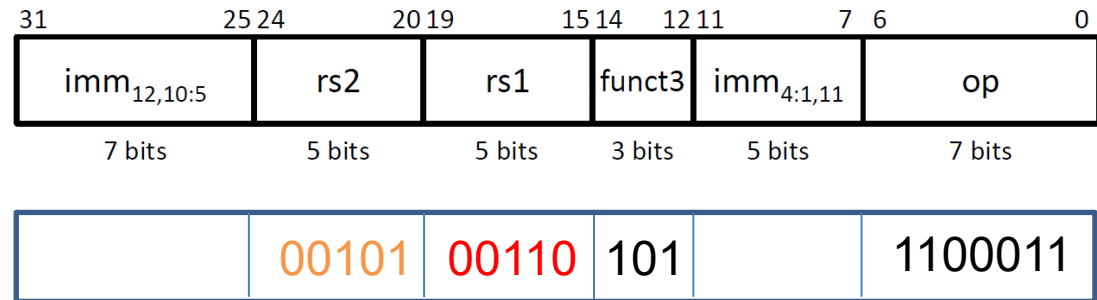 31 25 24 20 19 15 14 12 11 7 6 0
imm12,10:5 rs2 rs1 funct3 imm4:1,11 op
7 bits 5 bits 5 bits 3 bits 5 bits 7 bits
00101 00110 101 1100011